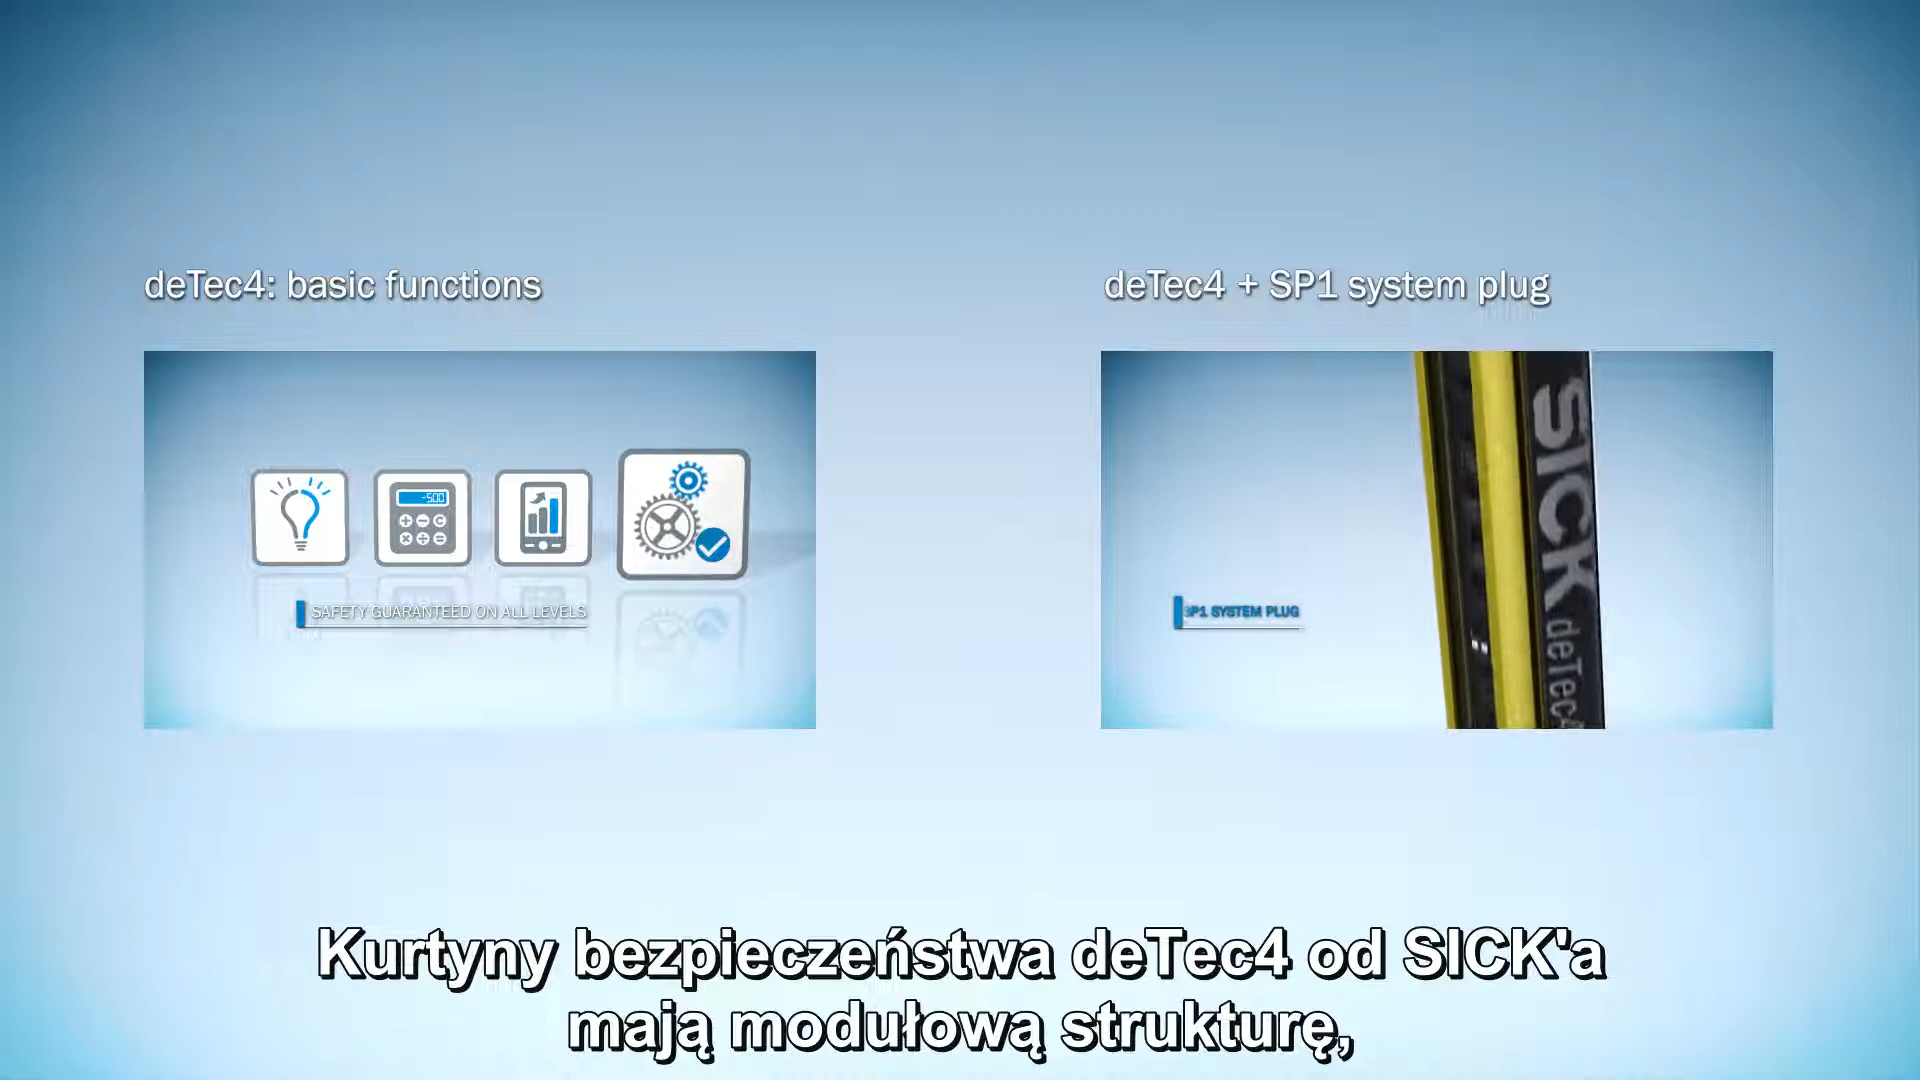 deTec4: basic functions
deTec4 + SP1 system plug
-500
SAFETY GUARANTEED ON ALL LEVELS
SP1 SYSTEM PLUG
SICK deTec4
Kurtyny bezpieczeństwa deTec4 od SICK'a
mają modułową strukturę,